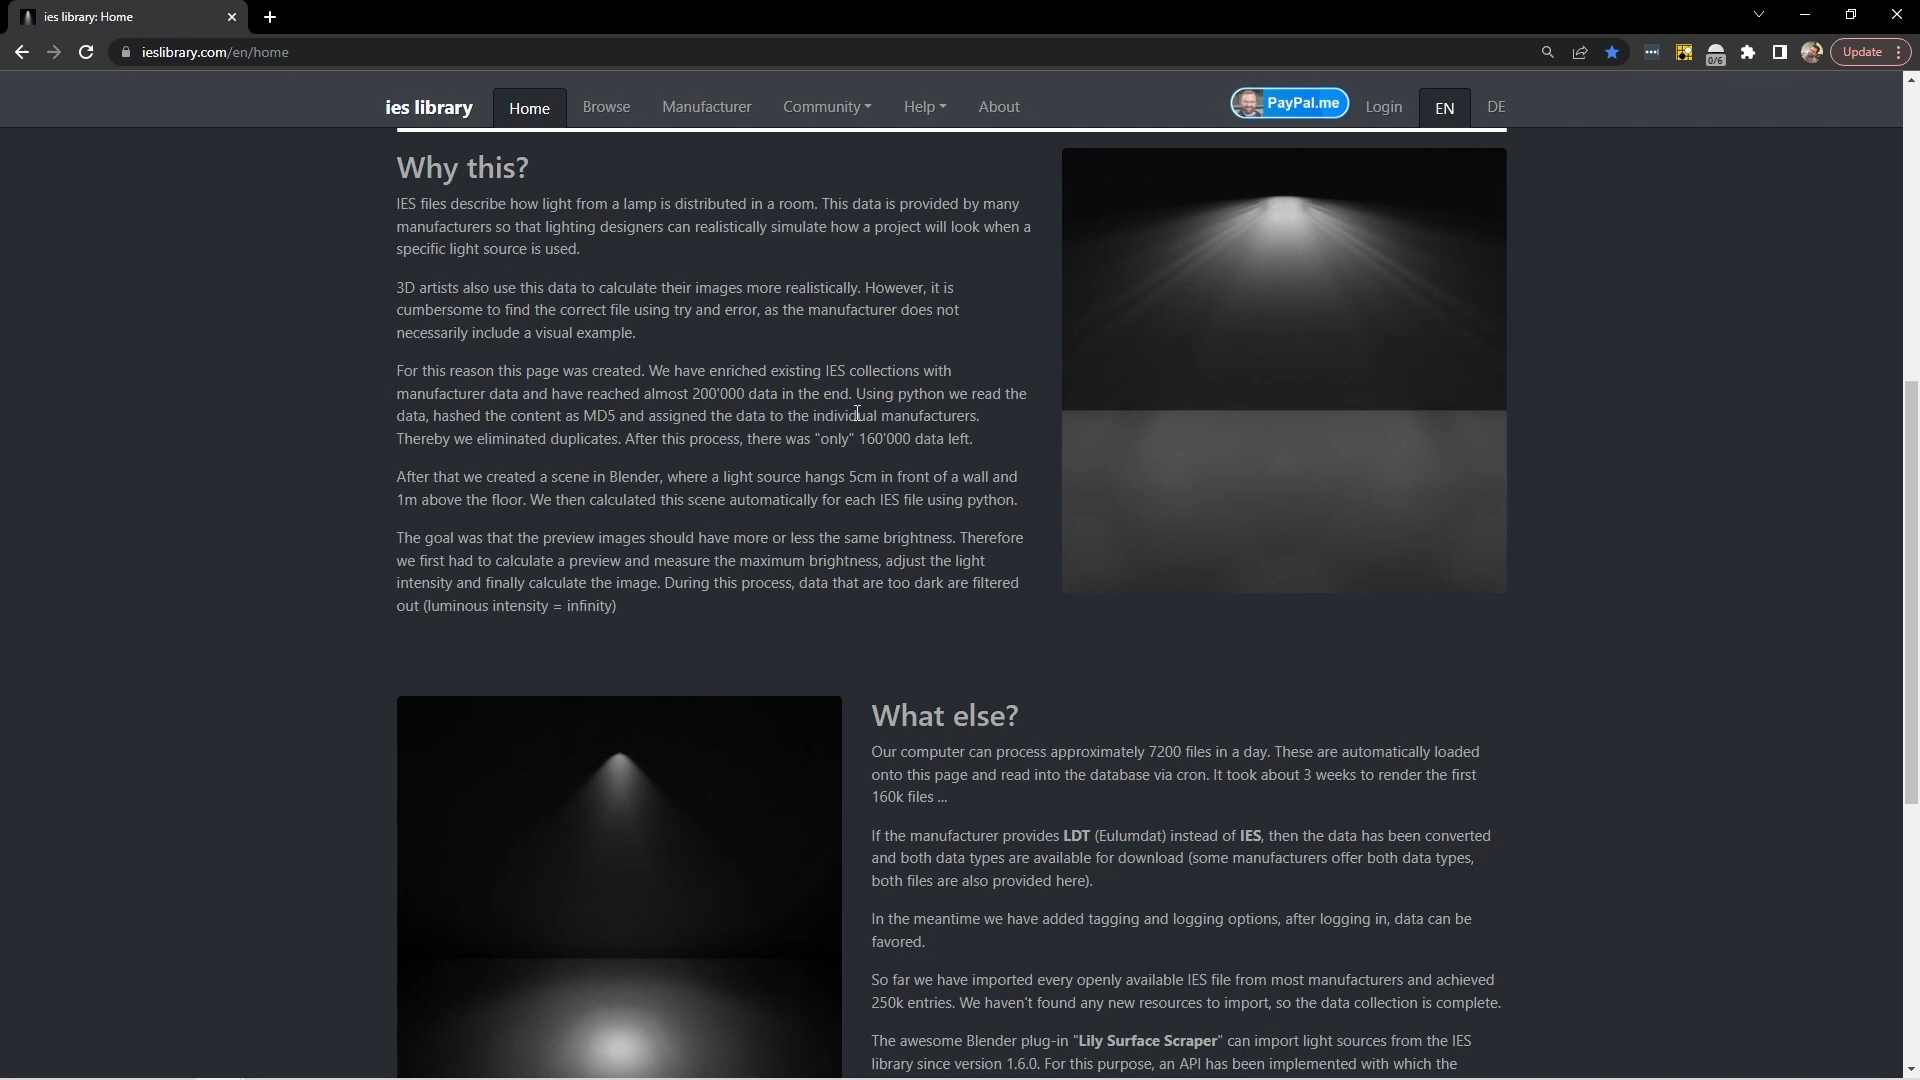 ies library: Home
ieslibrary.com/en/home
0/6
Update
ies library
Home
Browse
Manufacturer
Community
Help
About
PayPal.me
Login
EN
DE
Why this?
IES files describe how light from a lamp is distributed in a room. This data is provided by many
manufacturers so that lighting designers can realistically simulate how a project will look when a
specific light source is used.
3D artists also use this data to calculate their images more realistically. However, it is
cumbersome to find the correct file using try and error, as the manufacturer does not
necessarily include a visual example.
For this reason this page was created. We have enriched existing IES collections with
manufacturer data and have reached almost 200'000 data in the end. Using python we read the
data, hashed the content as MD5 and assigned the data to the individual manufacturers.
Thereby we eliminated duplicates. After this process, there was "only" 160'000 data left.
After that we created a scene in Blender, where a light source hangs 5cm in front of a wall and
1m above the floor. We then calculated this scene automatically for each IES file using python.
The goal was that the preview images should have more or less the same brightness. Therefore
we first had to calculate a preview and measure the maximum brightness, adjust the light
intensity and finally calculate the image. During this process, data that are too dark are filtered
out (luminous intensity = infinity)
What else?
Our computer can process approximately 7200 files in a day. These are automatically loaded
onto this page and read into the database via cron. It took about 3 weeks to render the first
160k files ...
If the manufacturer provides LDT (Eulumdat) instead of IES, then the data has been converted
and both data types are available for download (some manufacturers offer both data types,
both files are also provided here).
In the meantime we have added tagging and logging options, after logging in, data can be
favored.
So far we have imported every openly available IES file from most manufacturers and achieved
250k entries. We haven't found any new resources to import, so the data collection is complete.
The awesome Blender plug-in "Lily Surface Scraper" can import light sources from the IES
library since version 1.6.0. For this purpose, an API has been implemented with which the